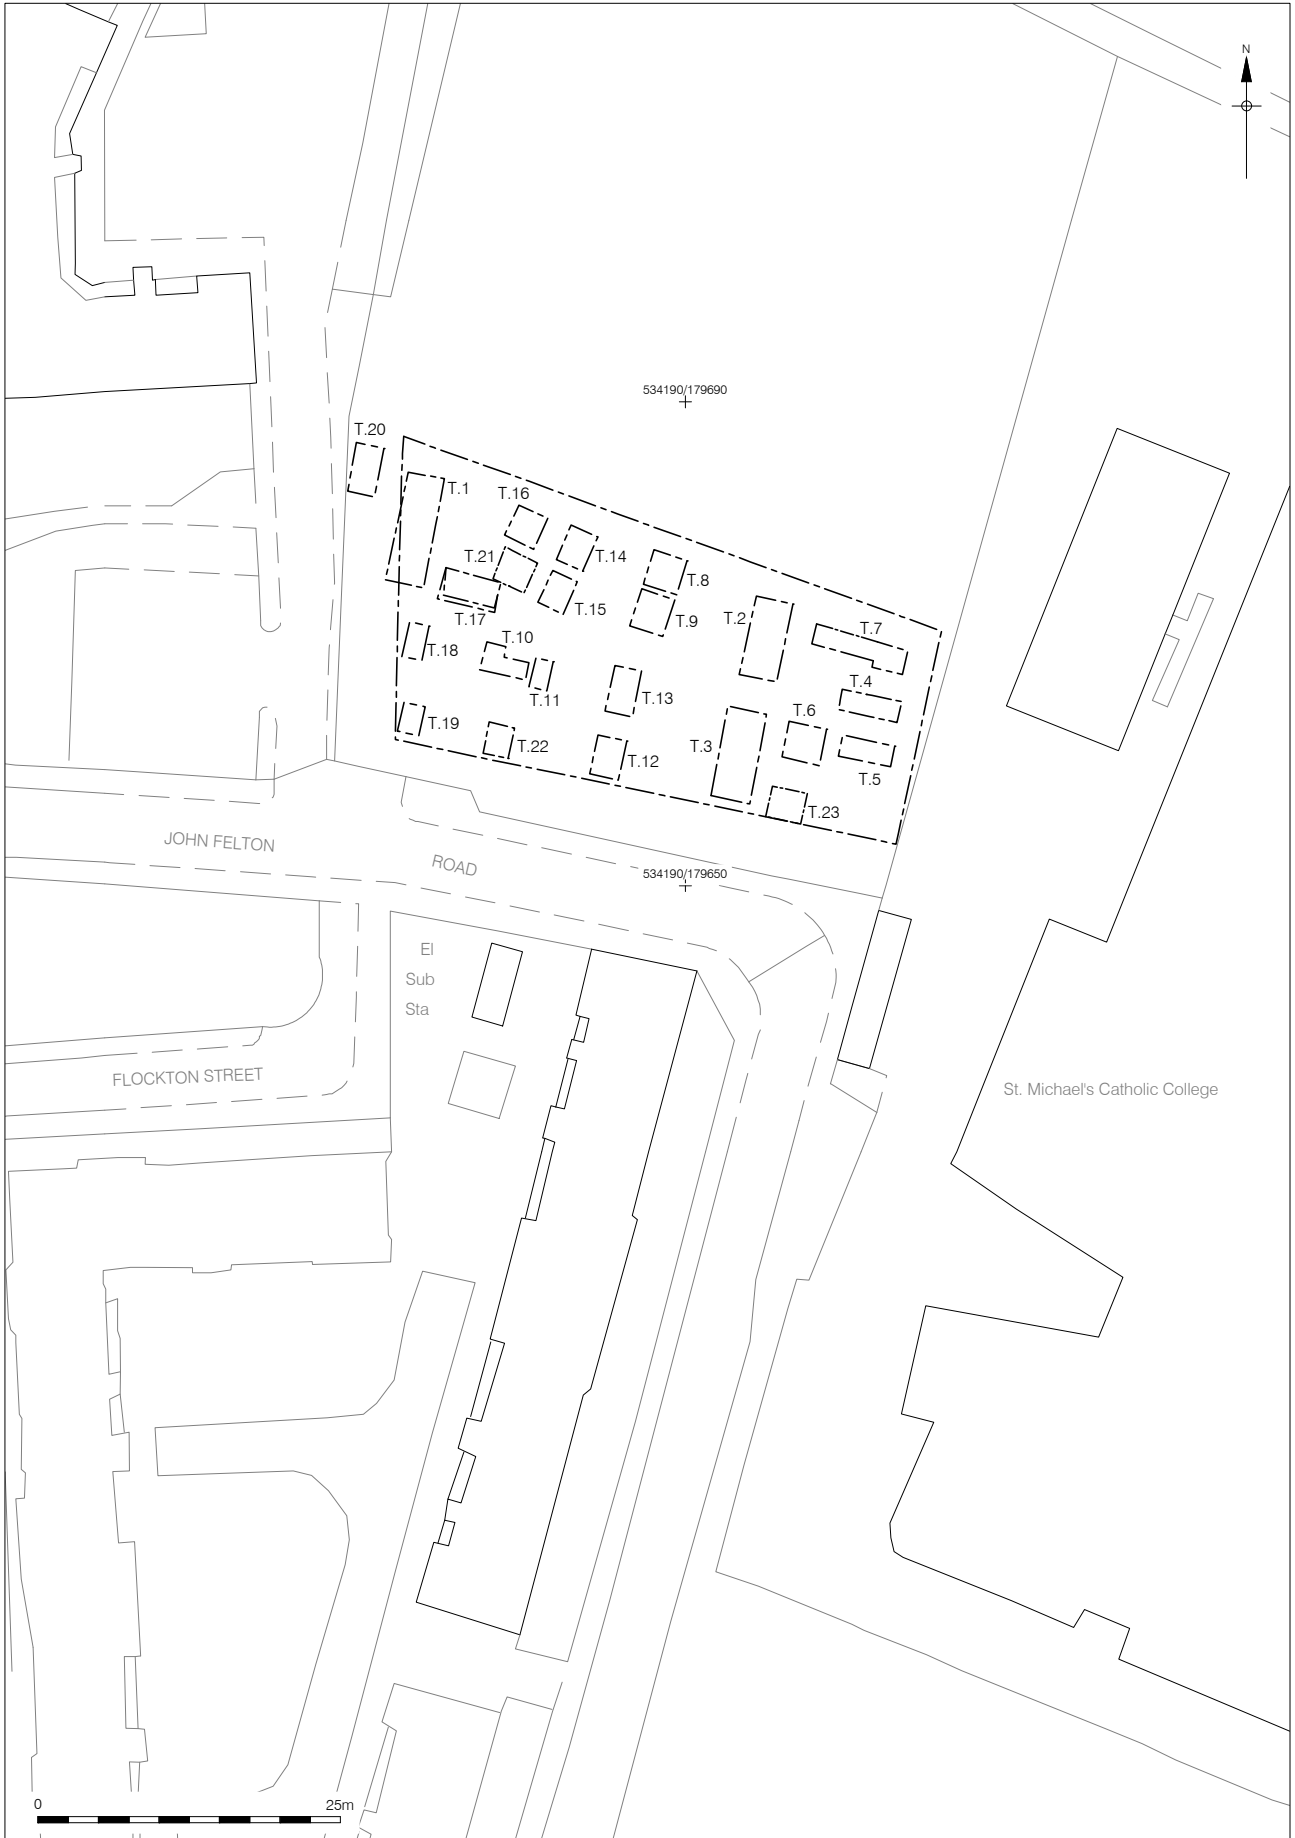 N
534190/179690
T.20
T.1
T.16
T.14
T.21
T.8
T.15
T.17
T.9
T.2
T.7
T.18
T.10
T.4
T.11
T.13
T.6
T.19
T.22
T.3
T.12
T.5
T.23
JOHN FELTON
ROAD
534190/179650
El
Sub
Sta
FLOCKTON STREET
St. Michael's Catholic College
0
25m